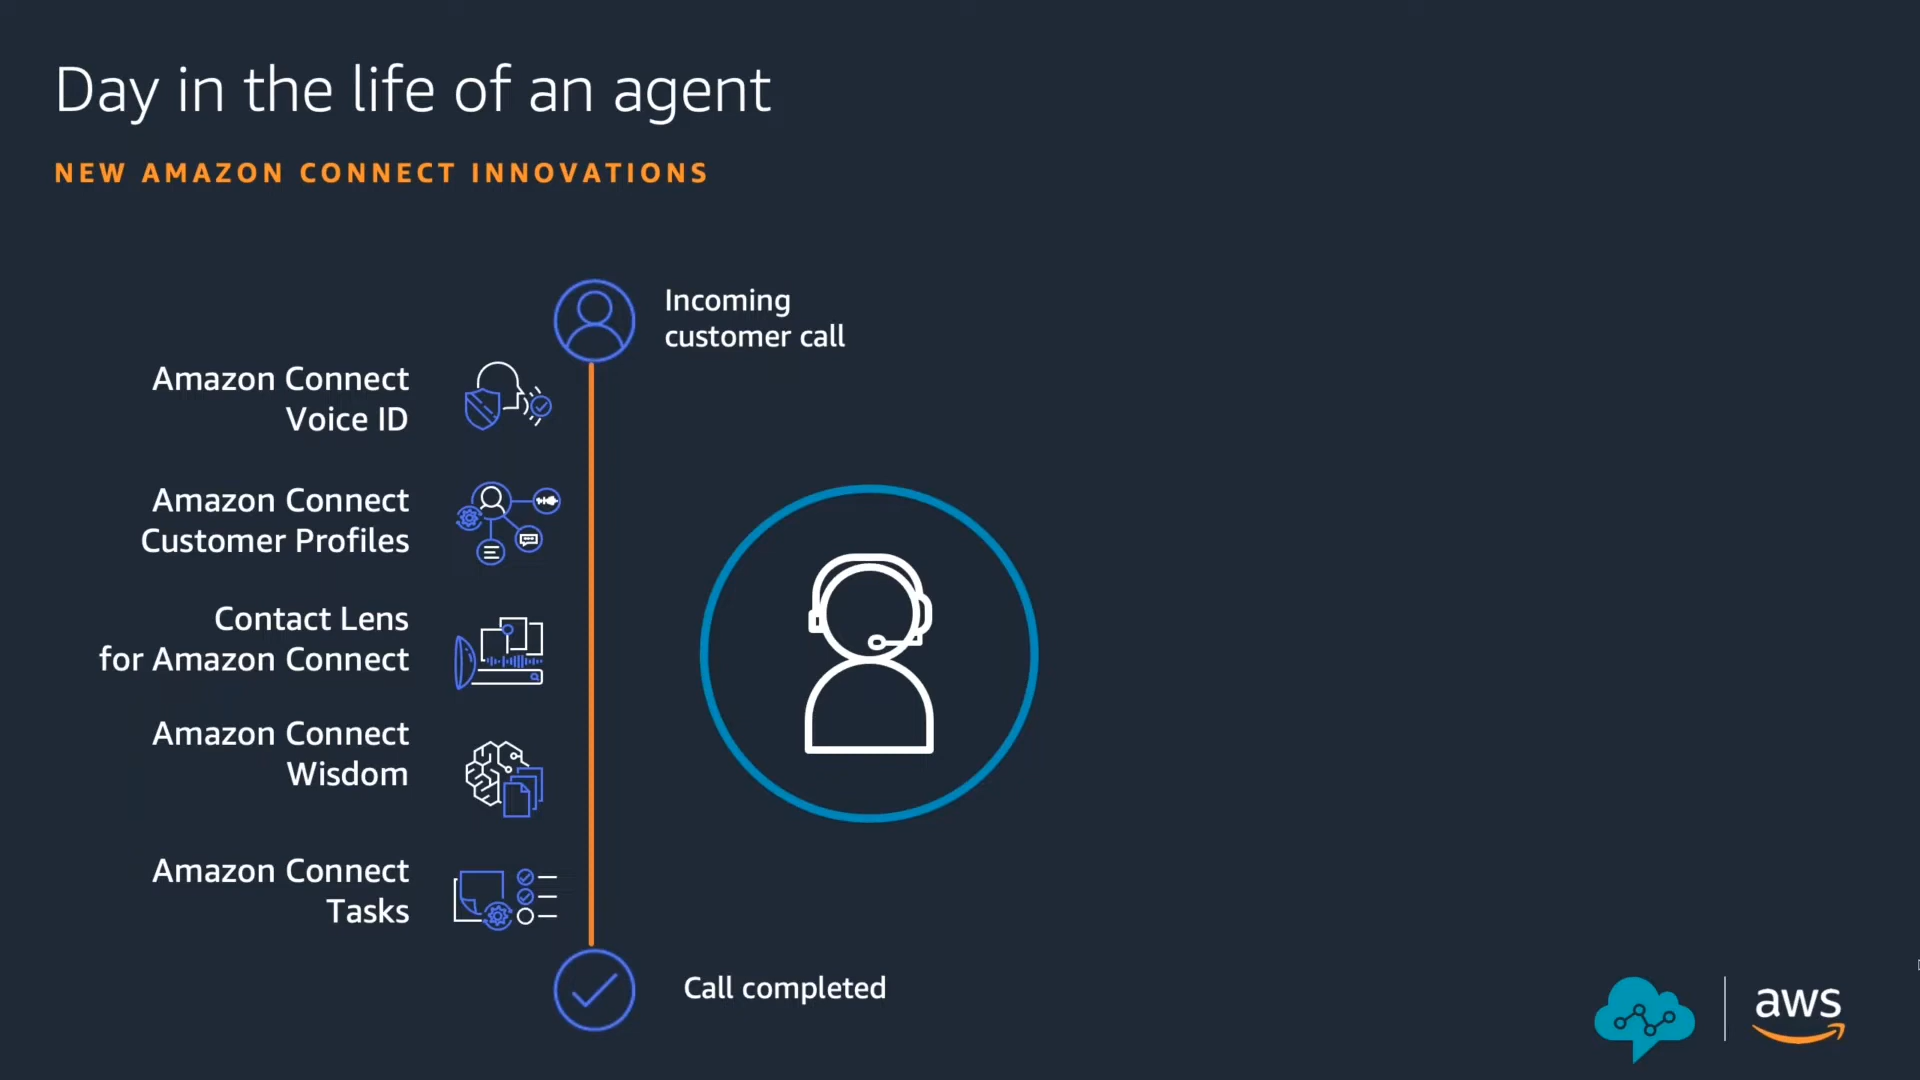 Day in the life of an agent
NEW AMAZON CONNECT INNOVATIONS
Incoming
customer call
Amazon Connect
Voice ID
Amazon Connect
Customer Profiles
Contact Lens
for Amazon Connect
Amazon Connect
Wisdom
Amazon Connect
Tasks
Call completed
aws